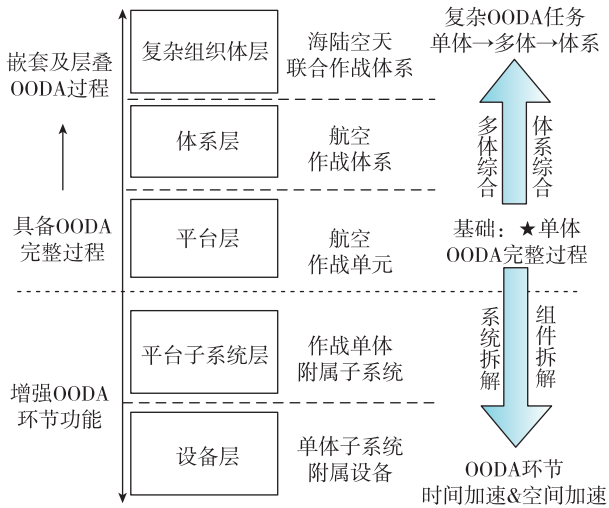 嵌套及层叠
OODA过程
具备OODA
完整过程
增强OODA
环节功能
复杂组织体层
海陆空天
联合作战体系
体系层
航空
作战体系
平台层
航空
作战单元
平台子系统层
作战单体
附属子系统
设备层
单体子系统
附属设备
复杂OODA任务
单体→多体→体系
多体综合
体系综合
基础：★单体
OODA完整过程
系统拆解
组件拆解
OODA环节
时间加速&空间加速